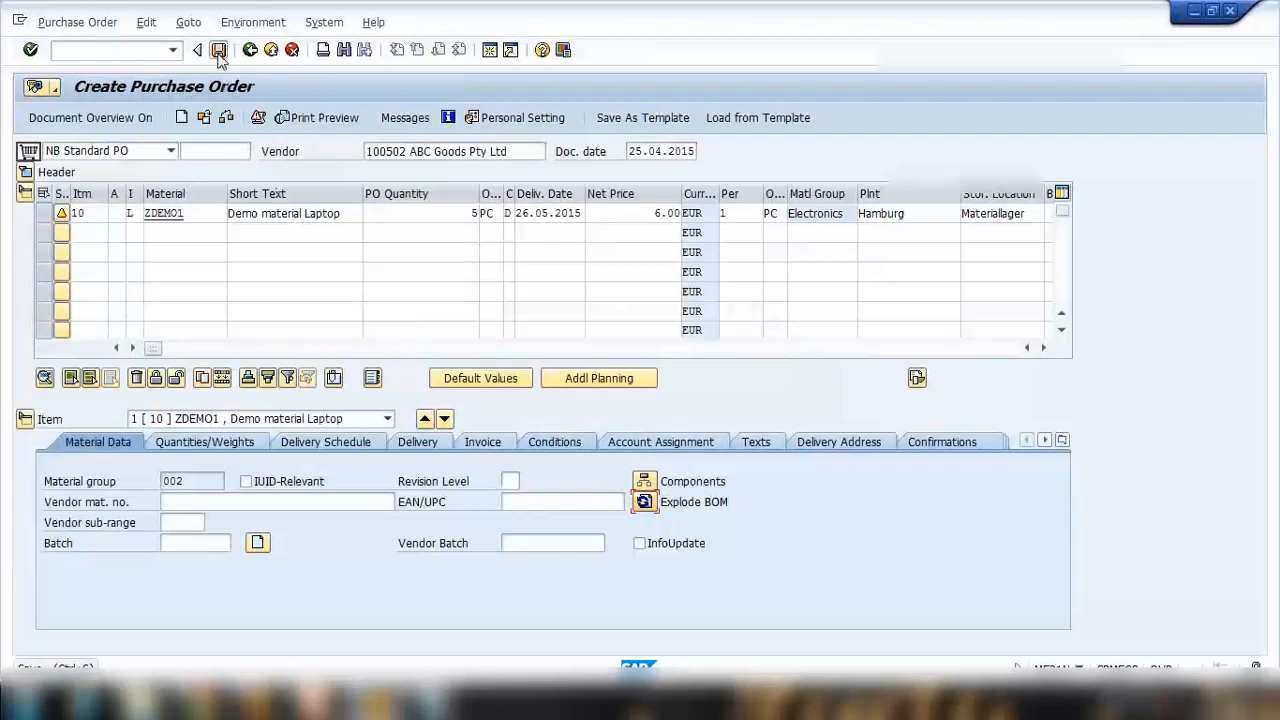 Purchase Order Edit Goto Environment System Help
Create Purchase Order
Document Overview On Print Preview Messages Personal Setting Save As Template Load from Template
NB Standard PO Vendor 100502 ABC Goods Pty Ltd Doc. date 25.04.2015
Header
S.. Itm A I Material Short Text PO Quantity O... C Deliv. Date Net Price Curr... Per O... Matl Group Plnt Stor. Location B
10 L ZDEMO1 Demo material Laptop 5 PC D 26.05.2015 6.00 EUR 1 PC Electronics Hamburg Materiallager
EUR
EUR
EUR
EUR
EUR
EUR
Default Values Addl Planning
Item 1 [ 10 ] ZDEMO1 , Demo material Laptop
Material Data Quantities/Weights Delivery Schedule Delivery Invoice Conditions Account Assignment Texts Delivery Address Confirmations
Material group 002 IUID-Relevant Revision Level Components
Vendor mat. no. EAN/UPC Explode BOM
Vendor sub-range
Batch Vendor Batch InfoUpdate
Save (Ctrl+S) SAP